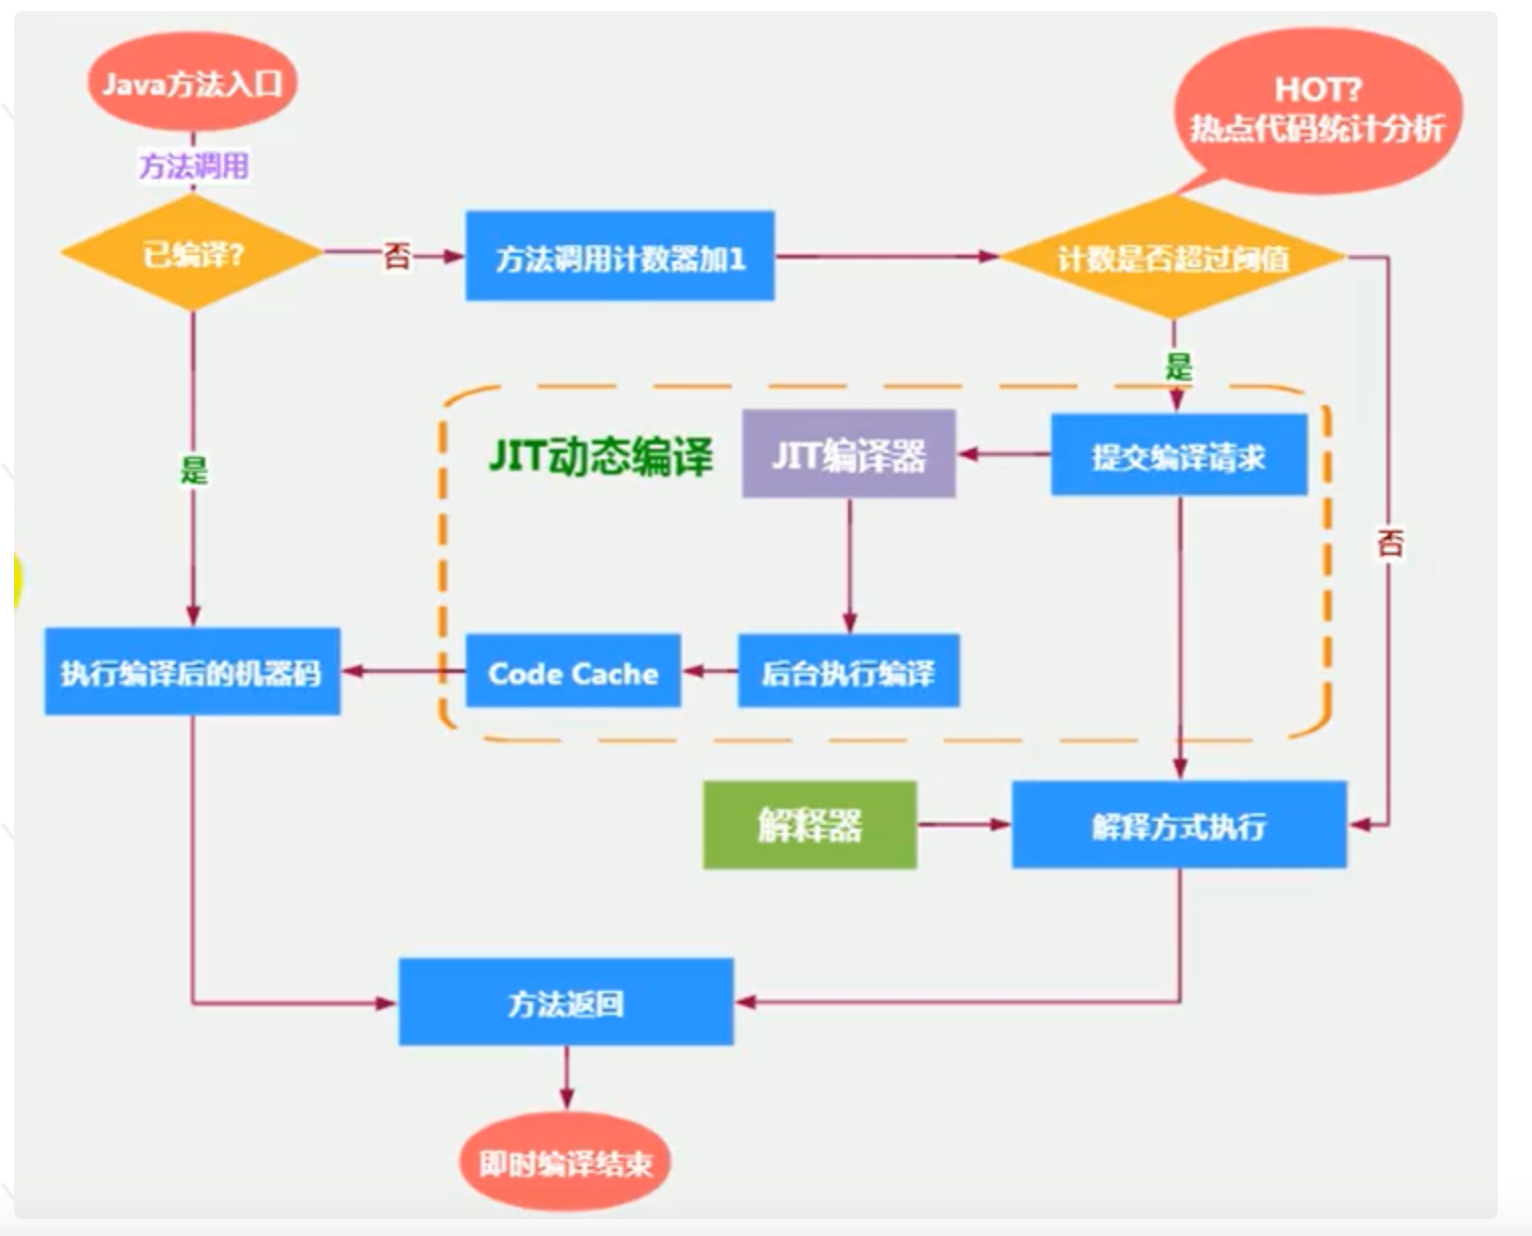 Java方法入口
HOT?
热点代码统计分析
方法调用
已编译?
否
方法调用计数器加1
计数是否超过阈值
是
JIT动态编译
JIT编译器
提交编译请求
是
否
执行编译后的机器码
Code Cache
后台执行编译
解释器
解释方式执行
方法返回
即时编译结束